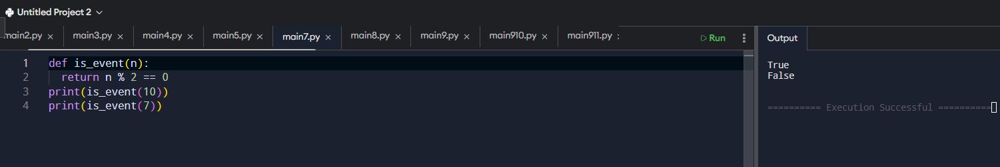 Untitled Project 2
main2.py × main3.py × main4.py × main5.py × main7.py × main8.py × main9.py × main910.py × main911.py
Run
Output
1 def is_event(n):
2 return n % 2 == 0
3 print(is_event(10))
4 print(is_event(7))
True
False
========== Execution Successful ==========